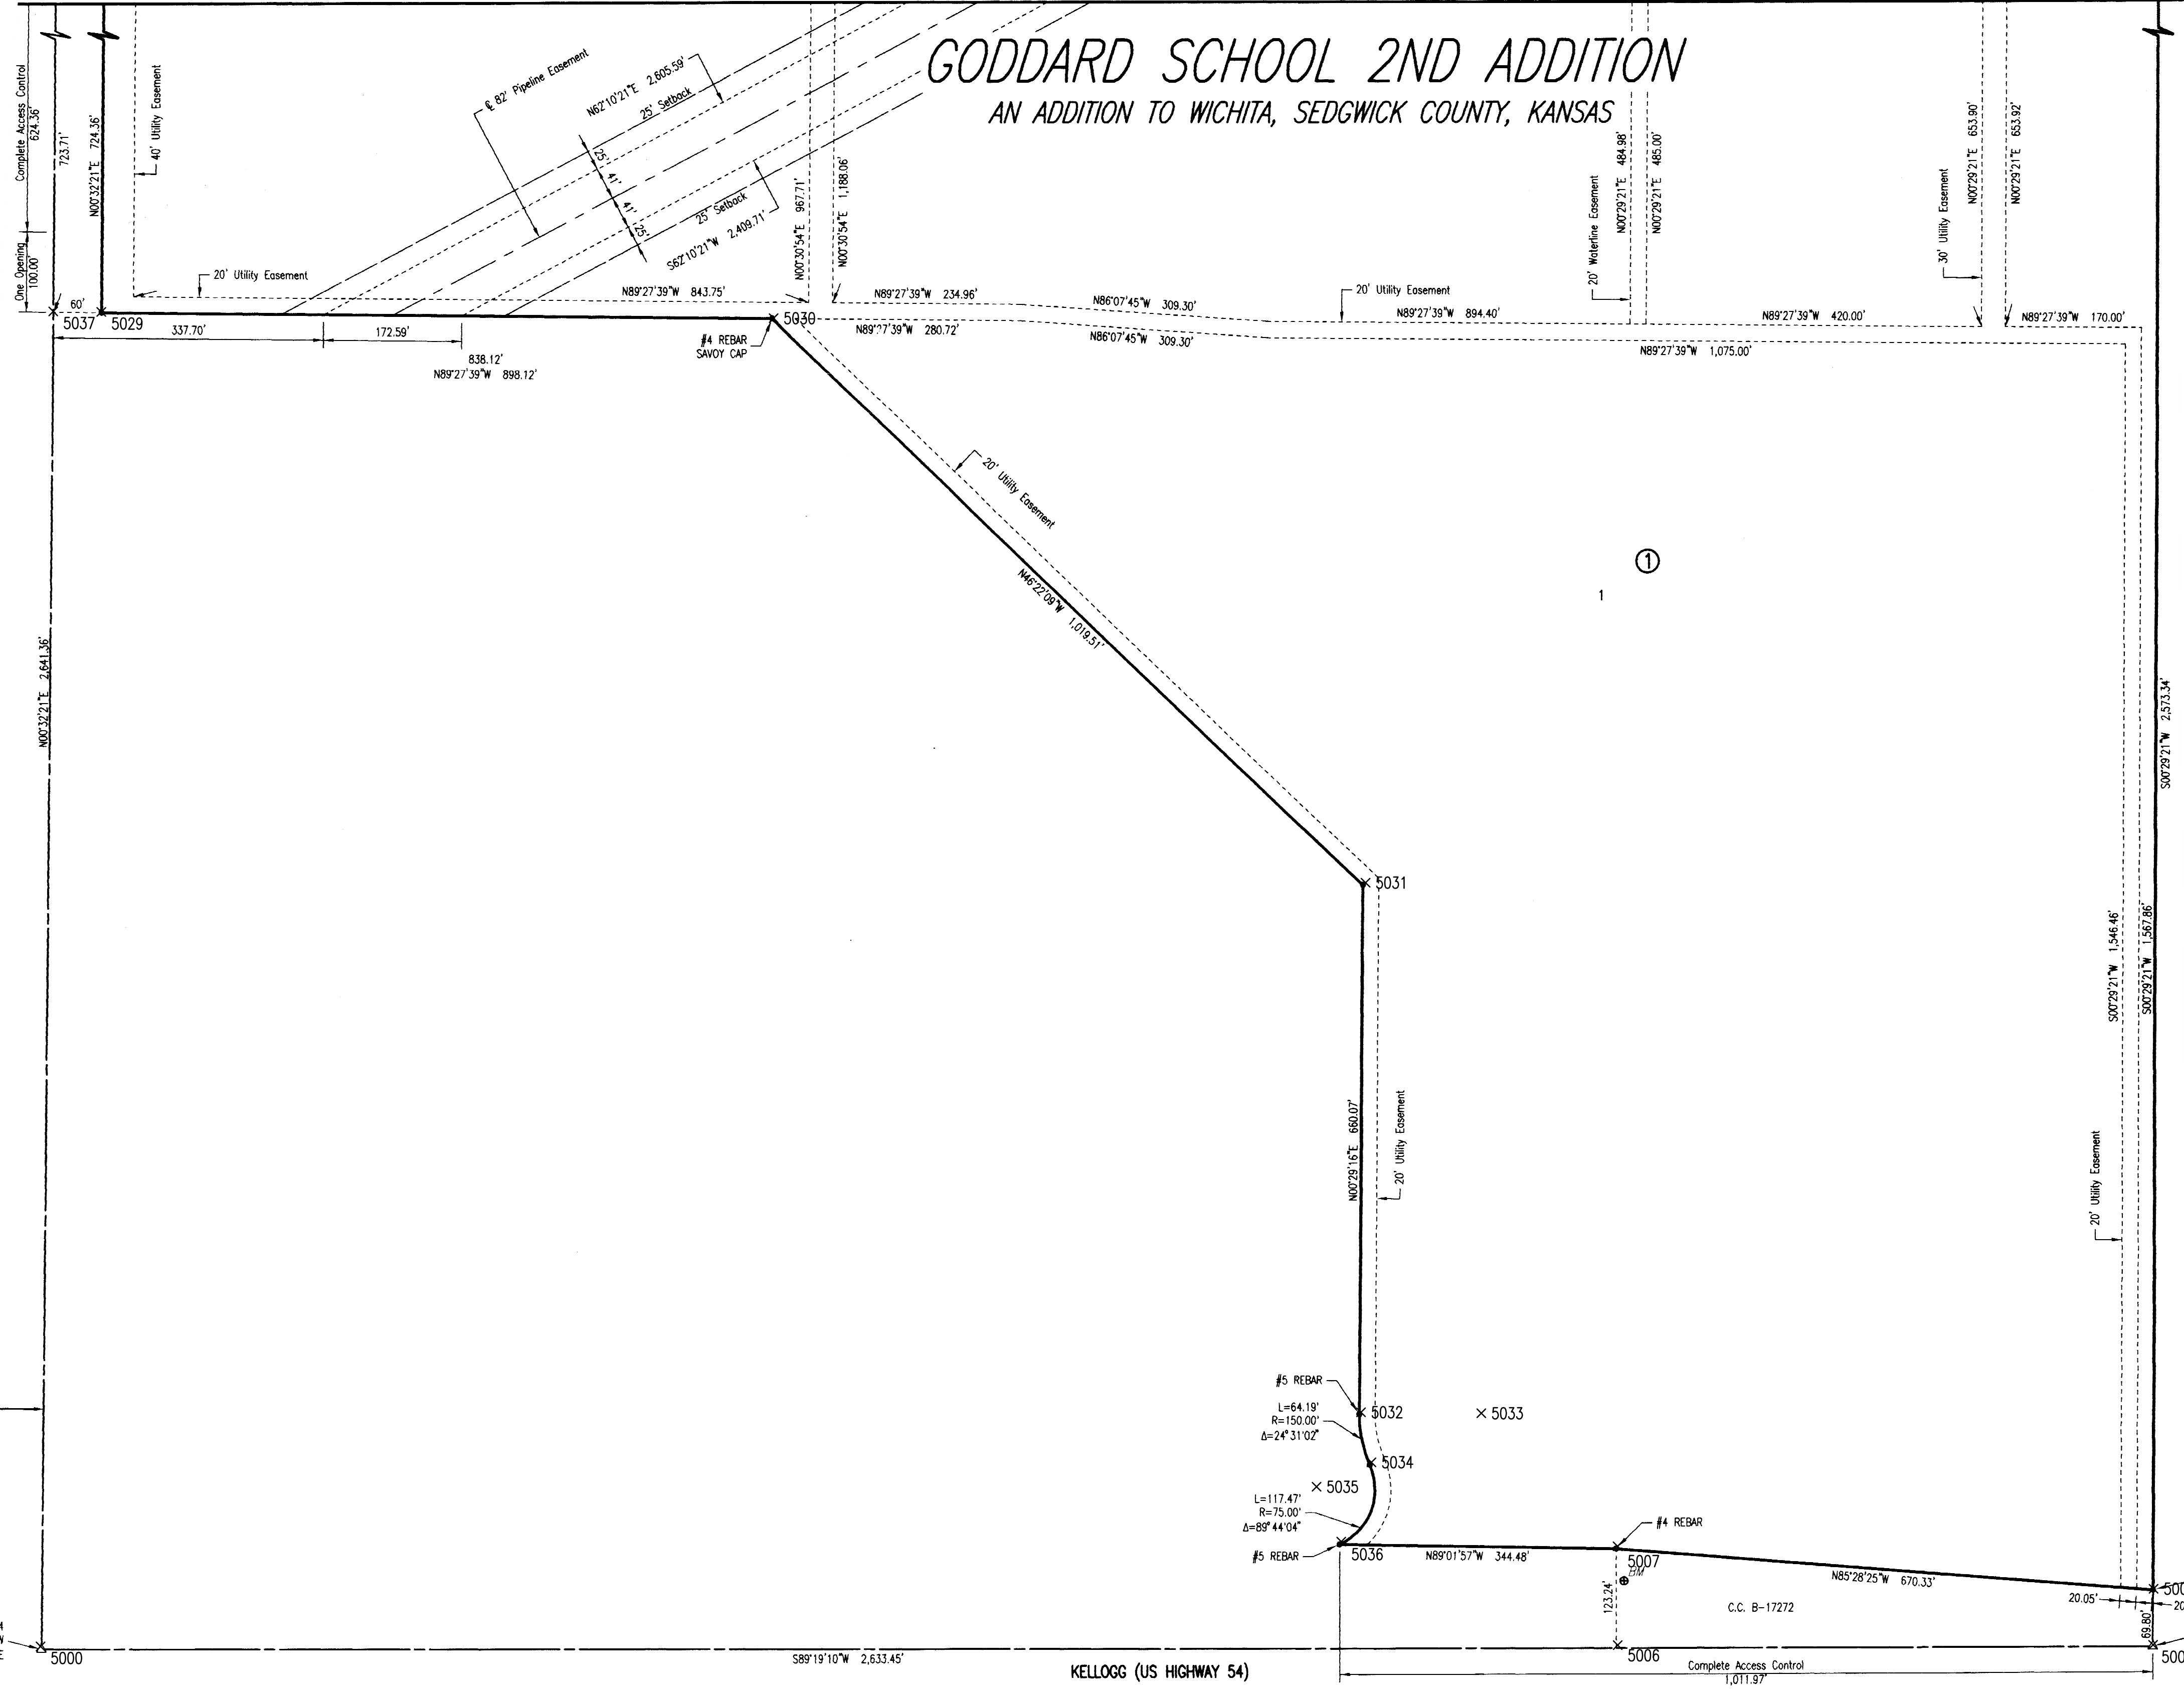 GODDARD SCHOOL 2ND ADDITION
AN ADDITION TO WICHITA, SEDGWICK COUNTY, KANSAS
Complete Access Control
624.36'
723.71'
N00°32'21"E 724.36'
40' Utility Easement
℄ 82' Pipeline Easement
N62°10'21"E 2,605.59'
25' Setback
25'
41'
41'
25'
25' Setback
S62°10'21"W 2,409.71'
N00°30'54"E 967.71'
N00°30'54"E 1,188.06'
20' Waterline Easement
N00°29'21"E 484.98'
N00°29'21"E 485.00'
30' Utility Easement
N00°29'21"E 653.90'
N00°29'21"E 653.92'
One Opening
100.00'
20' Utility Easement
60'
5037
5029
337.70'
172.59'
838.12'
N89°27'39"W 898.12'
N89°27'39"W 843.75'
5030
#4 REBAR
SAVOY CAP
N89°27'39"W 234.96'
N86°07'45"W 309.30'
20' Utility Easement
N89°27'39"W 894.40'
N89°27'39"W 420.00'
N89°27'39"W 170.00'
N89°27'39"W 280.72'
N86°07'45"W 309.30'
N89°27'39"W 1,075.00'
20' Utility Easement
N46°22'09"W 1,019.51'
1
1
N00°32'21"E 2,641.36'
S00°29'21"W 2,573.34'
5031
S00°29'21"W 1,546.46'
S00°29'21"W 1,567.86'
N00°29'16"E 660.07'
20' Utility Easement
20' Utility Easement
#5 REBAR
5032
5033
L=64.19'
R=150.00'
Δ=24°31'02"
5034
5035
L=117.47'
R=75.00'
Δ=89°44'04"
#5 REBAR
5036
N89°01'57"W 344.48'
#4 REBAR
5007
BM
N85°28'25"W 670.33'
123.24'
C.C. B-17272
20.05'
69.80'
5000
S89°19'10"W 2,633.45'
KELLOGG (US HIGHWAY 54)
5006
Complete Access Control
1,011.97'